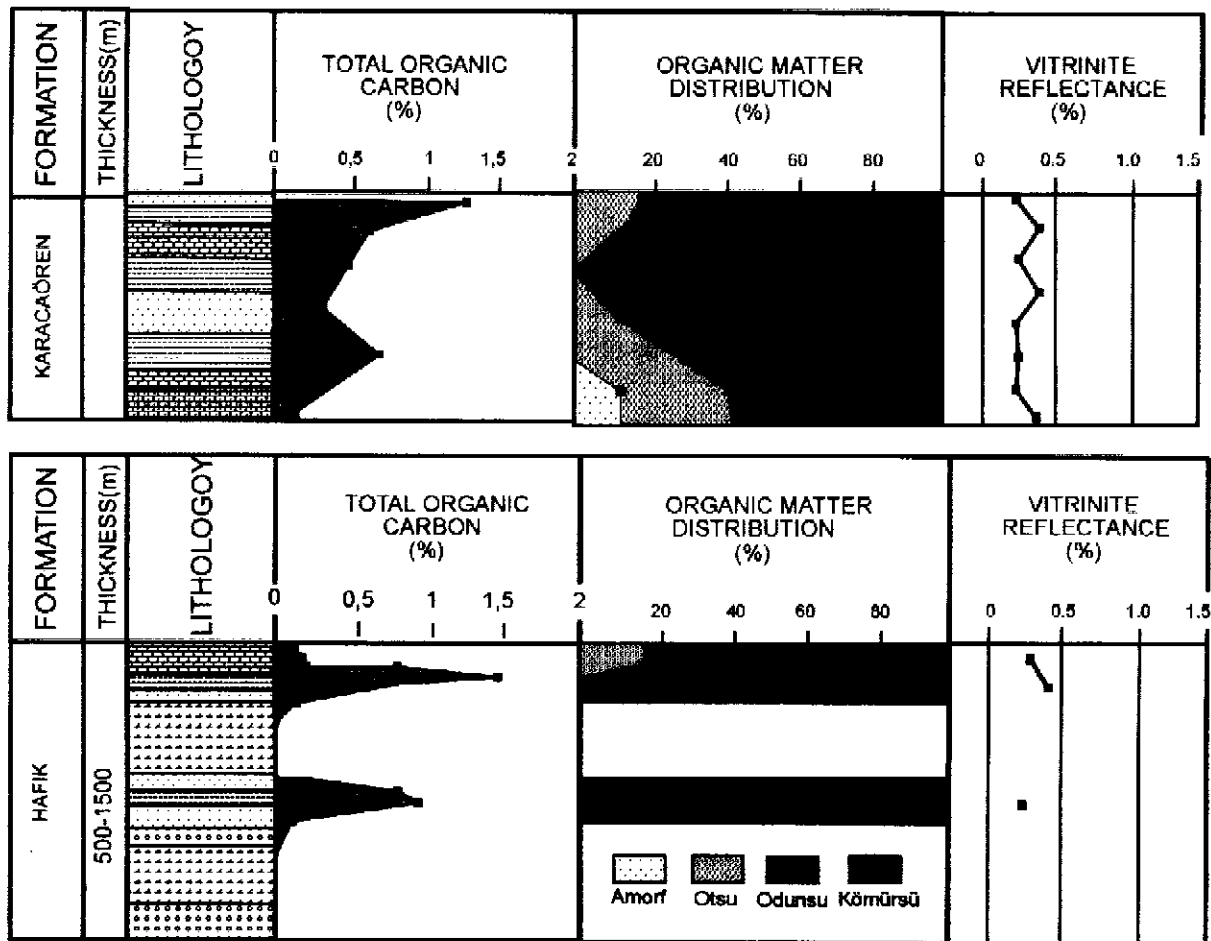 FORMATION
THICKNESS(m)
LITHOLOGOY
TOTAL ORGANIC
CARBON
(%)
ORGANIC MATTER
DISTRIBUTION
(%)
VITRINITE
REFLECTANCE
(%)
0 0,5 1 1,5 2
20 40 60 80
0 0.5 1.0 1.5
KARACAÖREN
FORMATION
THICKNESS(m)
LITHOLOGOY
TOTAL ORGANIC
CARBON
(%)
ORGANIC MATTER
DISTRIBUTION
(%)
VITRINITE
REFLECTANCE
(%)
0 0,5 1 1,5 2
20 40 60 80
0 0.5 1.0 1.5
HAFIK
500-1500
Amorf Otsu Odunsu Kömürsü